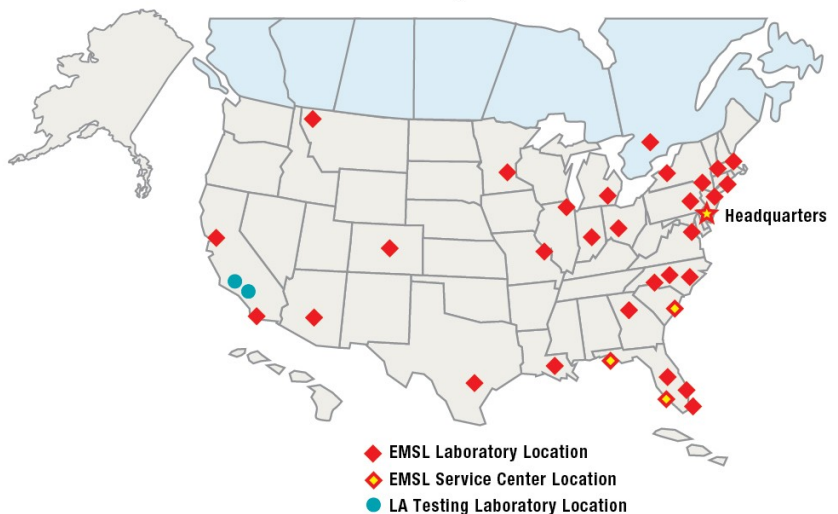 Headquarters
EMSL Laboratory Location
EMSL Service Center Location
LA Testing Laboratory Location